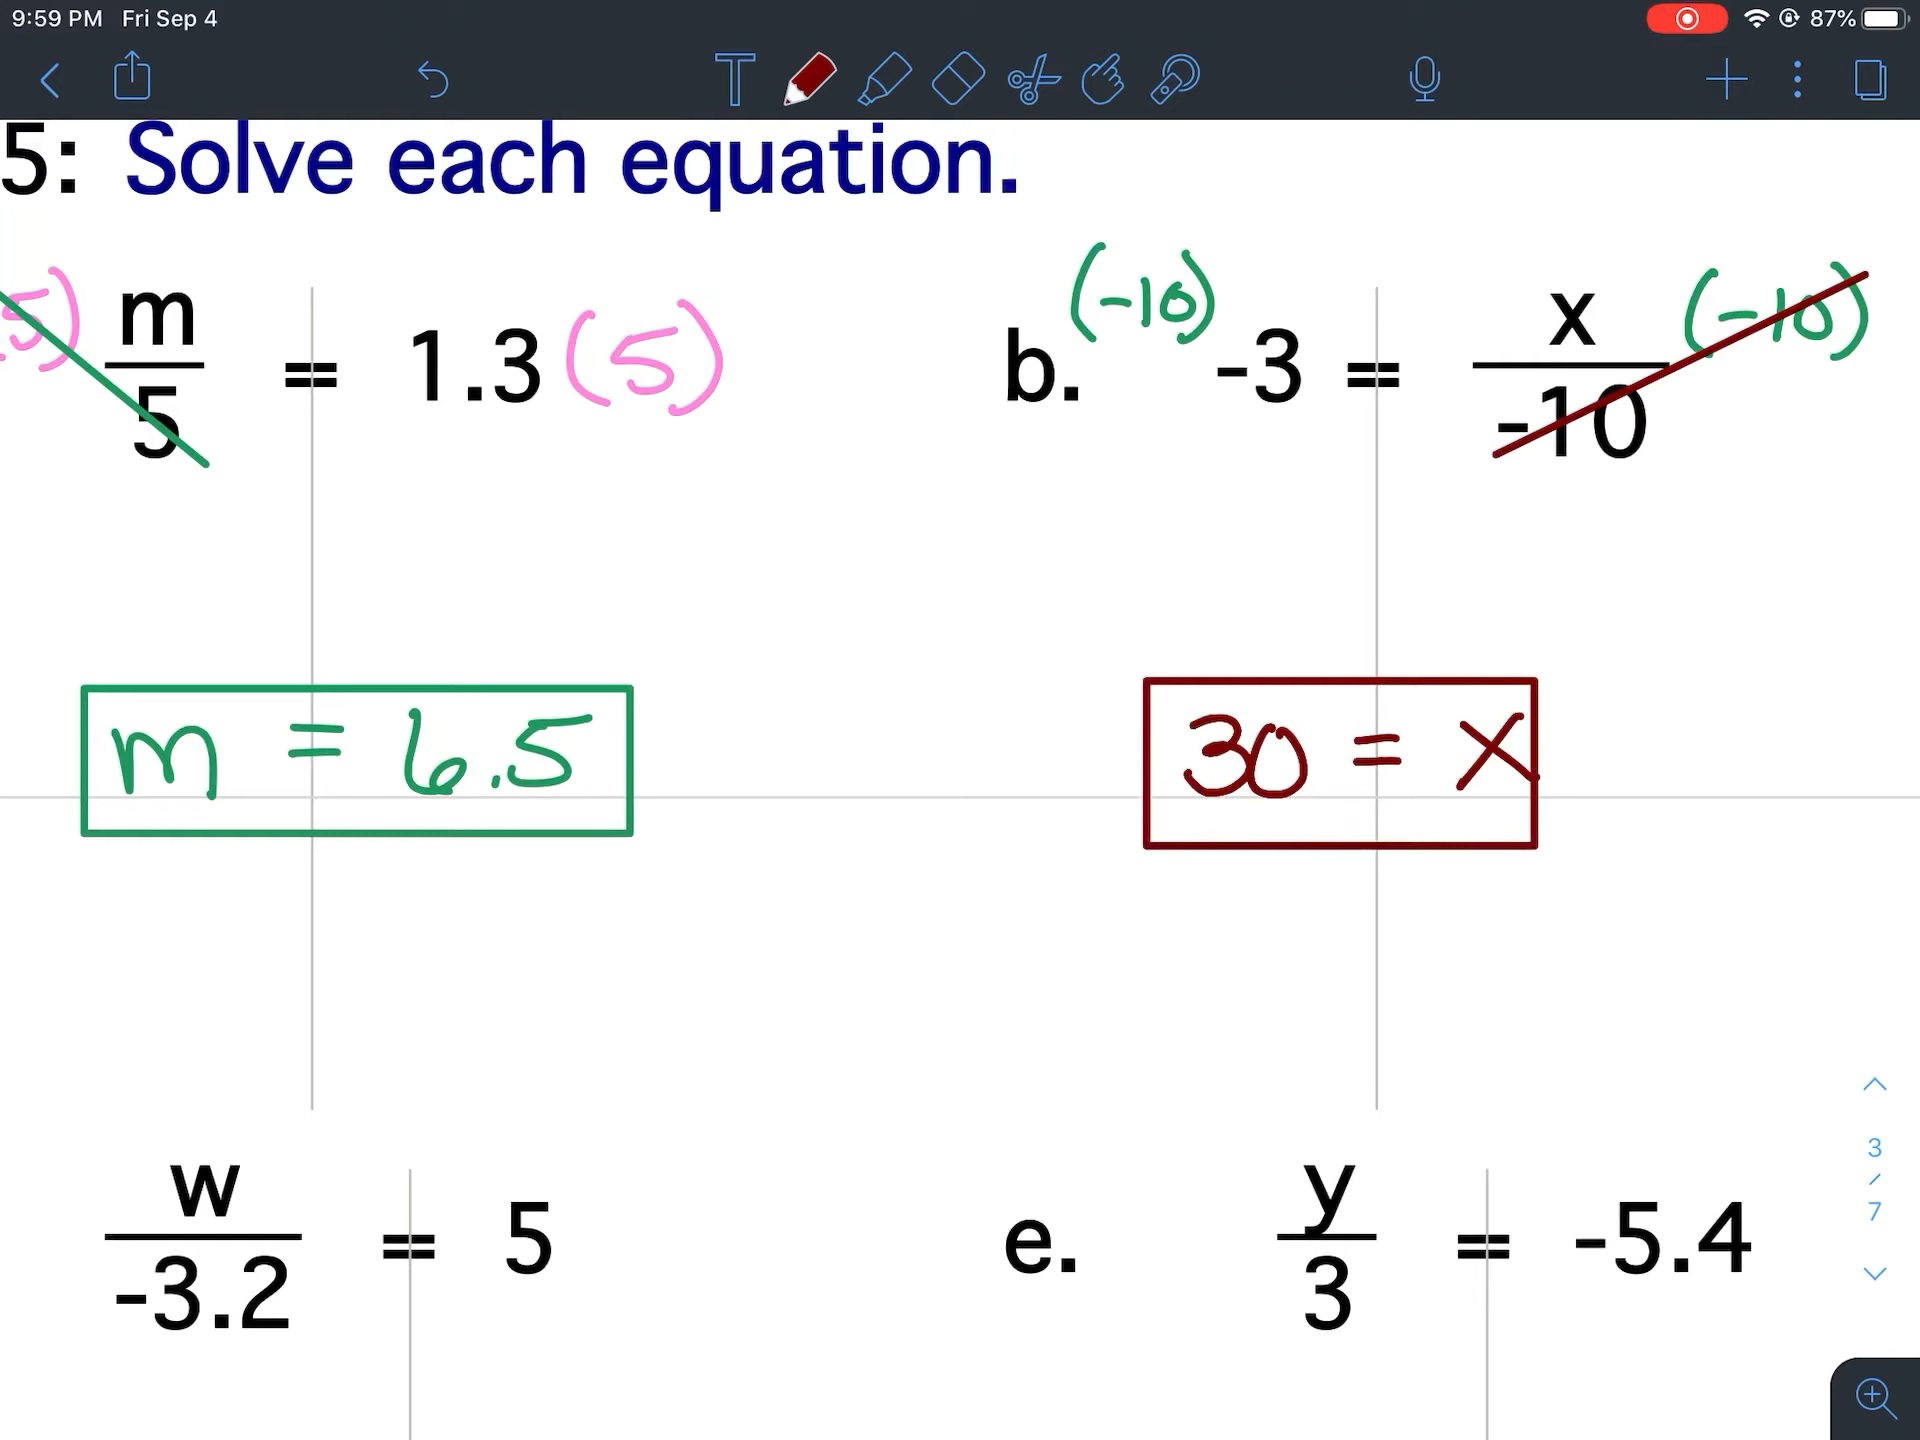 9:59 PM Fri Sep 4 87%
T
5: Solve each equation.
5) m/5 = 1.3 (5)
b. (-10) -3 = x/-10 (-10)
m = 6.5
30 = x
w/-3.2 = 5
e. y/3 = -5.4
3
/
7